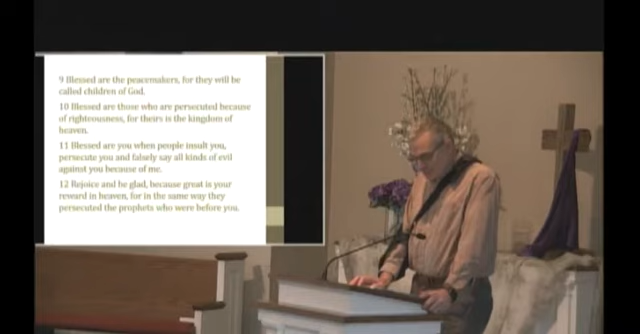 9 Blessed are the peacemakers, for they will be
called children of God.
10 Blessed are those who are persecuted because
of righteousness, for theirs is the kingdom of
heaven.
11 Blessed are you when people insult you,
persecute you and falsely say all kinds of evil
against you because of me.
12 Rejoice and be glad, because great is your
reward in heaven, for in the same way they
persecuted the prophets who were before you.